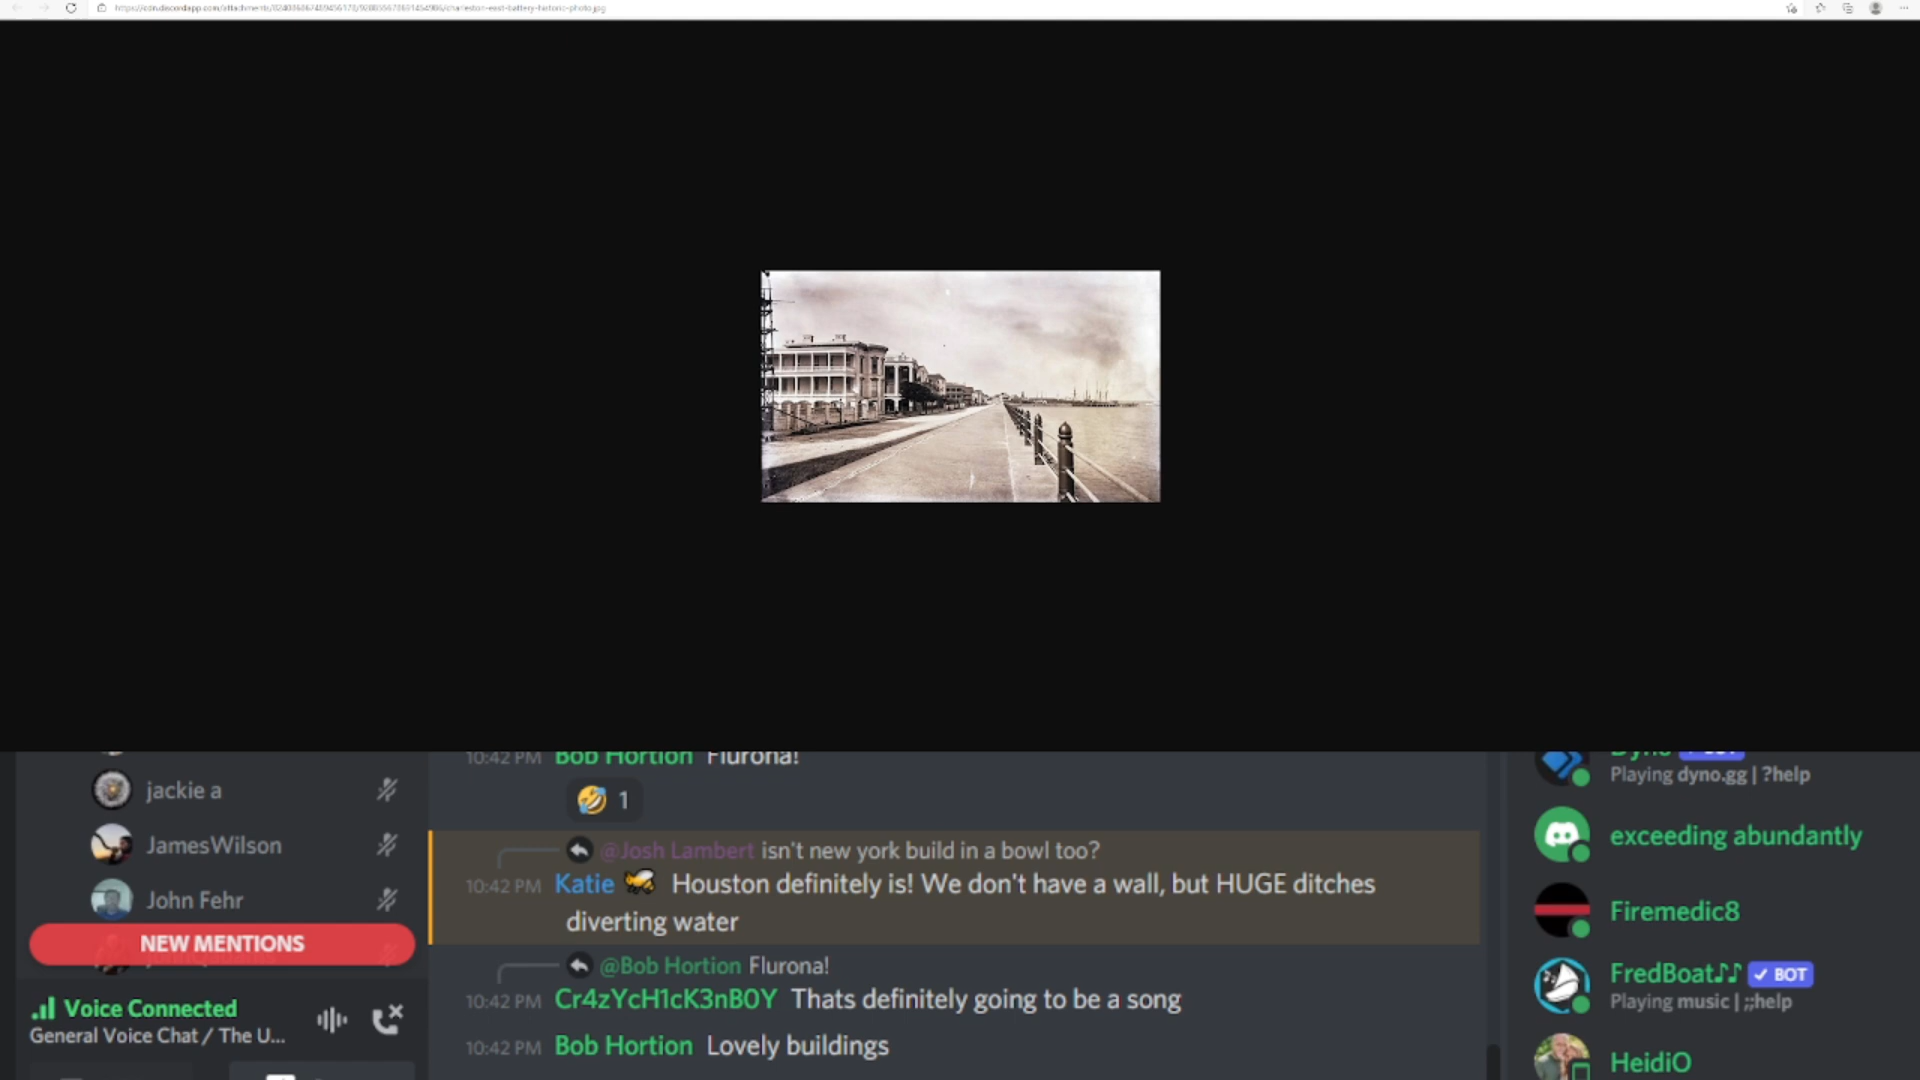 jackie a
JamesWilson
John Fehr
NEW MENTIONS
Voice Connected
General Voice Chat / The U...
10:42 PM Bob Hortion Flurona!
1
@Josh Lambert isn't new york build in a bowl too?
10:42 PM Katie Houston definitely is! We don't have a wall, but HUGE ditches
diverting water
@Bob Hortion Flurona!
10:42 PM Cr4zYcH1cK3nB0Y Thats definitely going to be a song
10:42 PM Bob Hortion Lovely buildings
Playing dyno.gg | ?help
exceeding abundantly
Firemedic8
FredBoat♪♪ ✓ BOT
Playing music | ;;help
HeidiO